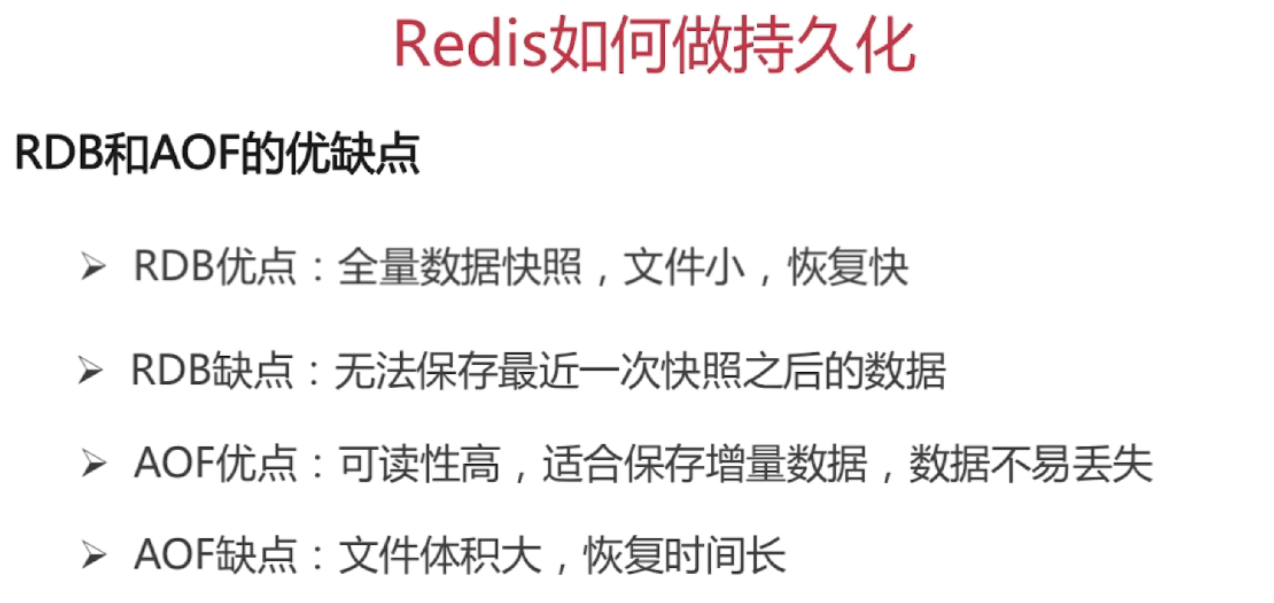 Redis如何做持久化
RDB和AOF的优缺点
➢ RDB优点：全量数据快照，文件小，恢复快
➢ RDB缺点：无法保存最近一次快照之后的数据
➢ AOF优点：可读性高，适合保存增量数据，数据不易丢失
➢ AOF缺点：文件体积大，恢复时间长